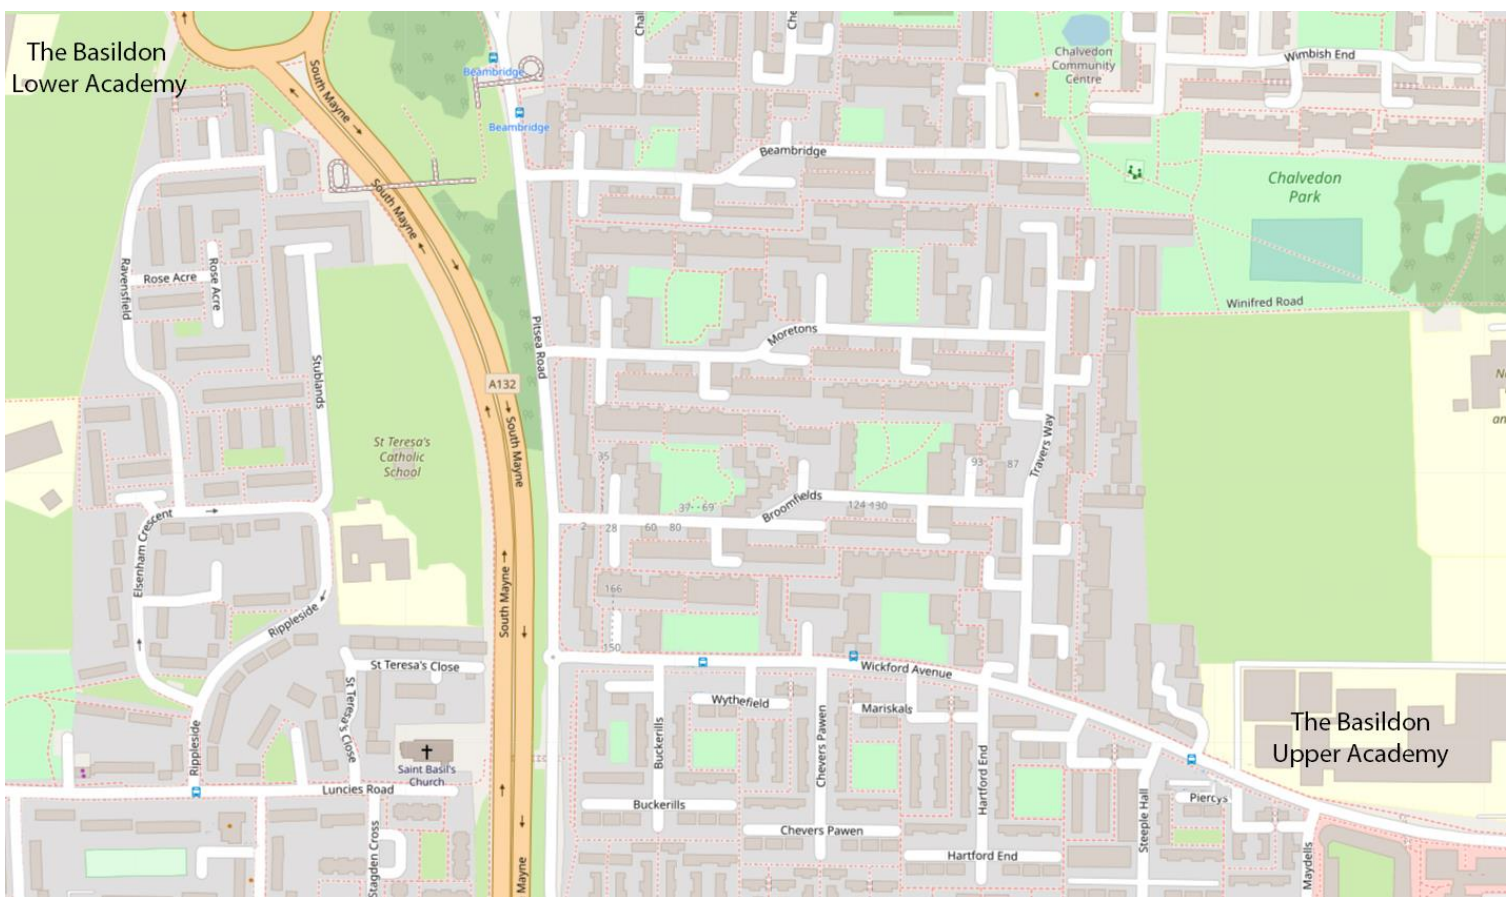 The Basildon
Lower Academy
South Mayne
Beambridge
Beambridge
Chalvedon
Community
Centre
Wimbish End
Beambridge
Chalvedon
Park
South Mayne
Ravensfield
Rose Acre
Rose Acre
Stublands
Pitsea Road
Winifred Road
Moretons
A132
South Mayne
St Teresa's
Catholic
School
Travers Way
35
93
87
37
69
Broomfields
124
130
2
28
60
80
Elsenham Crescent
166
South Mayne
Rippleside
150
St Teresa's Close
Wickford Avenue
St Teresa's Close
Wythefield
Mariskals
Buckerills
Chevers Pawen
The Basildon
Upper Academy
Rippleside
Saint Basil's
Church
Hartford End
Luncies Road
Piercys
Buckerills
Steeple Hall
Chevers Pawen
Stagden Cross
Hartford End
Maydells
Mayne